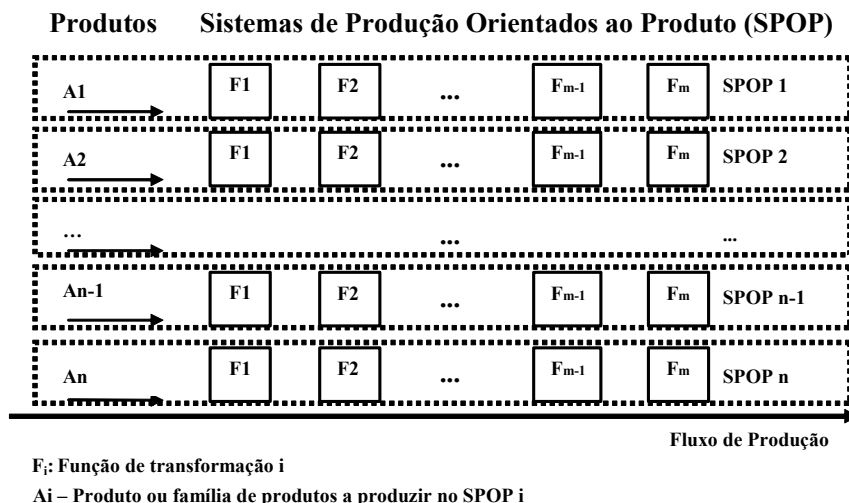 Produtos Sistemas de Produção Orientados ao Produto (SPOP)
A1 F1 F2 ... Fm-1 Fm SPOP 1
A2 F1 F2 ... Fm-1 Fm SPOP 2
... ... ...
An-1 F1 F2 ... Fm-1 Fm SPOP n-1
An F1 F2 ... Fm-1 Fm SPOP n
Fluxo de Produção
Fi: Função de transformação i
Ai – Produto ou família de produtos a produzir no SPOP i